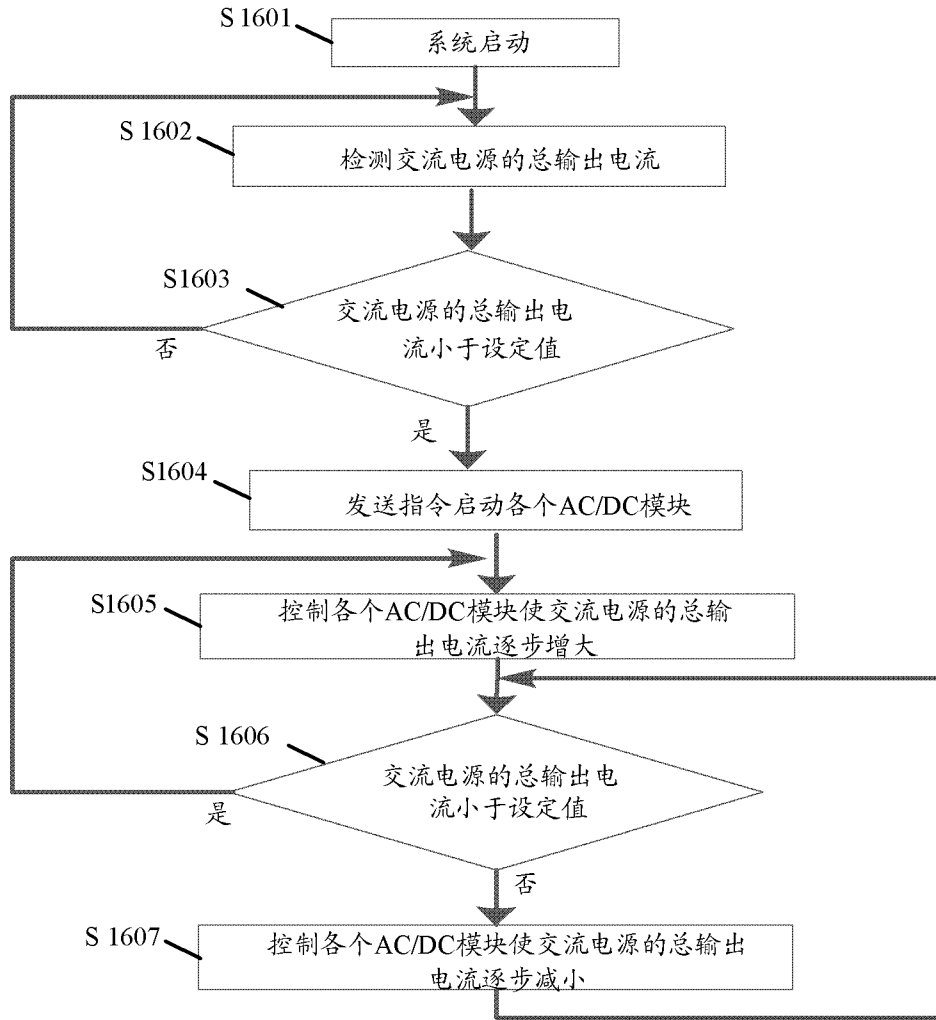 S 1601
系统启动
S 1602
检测交流电源的总输出电流
S1603
交流电源的总输出电
流小于设定值
否
是
S1604
发送指令启动各个AC/DC模块
S1605
控制各个AC/DC模块使交流电源的总输
出电流逐步增大
S 1606
交流电源的总输出电
流小于设定值
是
否
S 1607
控制各个AC/DC模块使交流电源的总输出
电流逐步减小